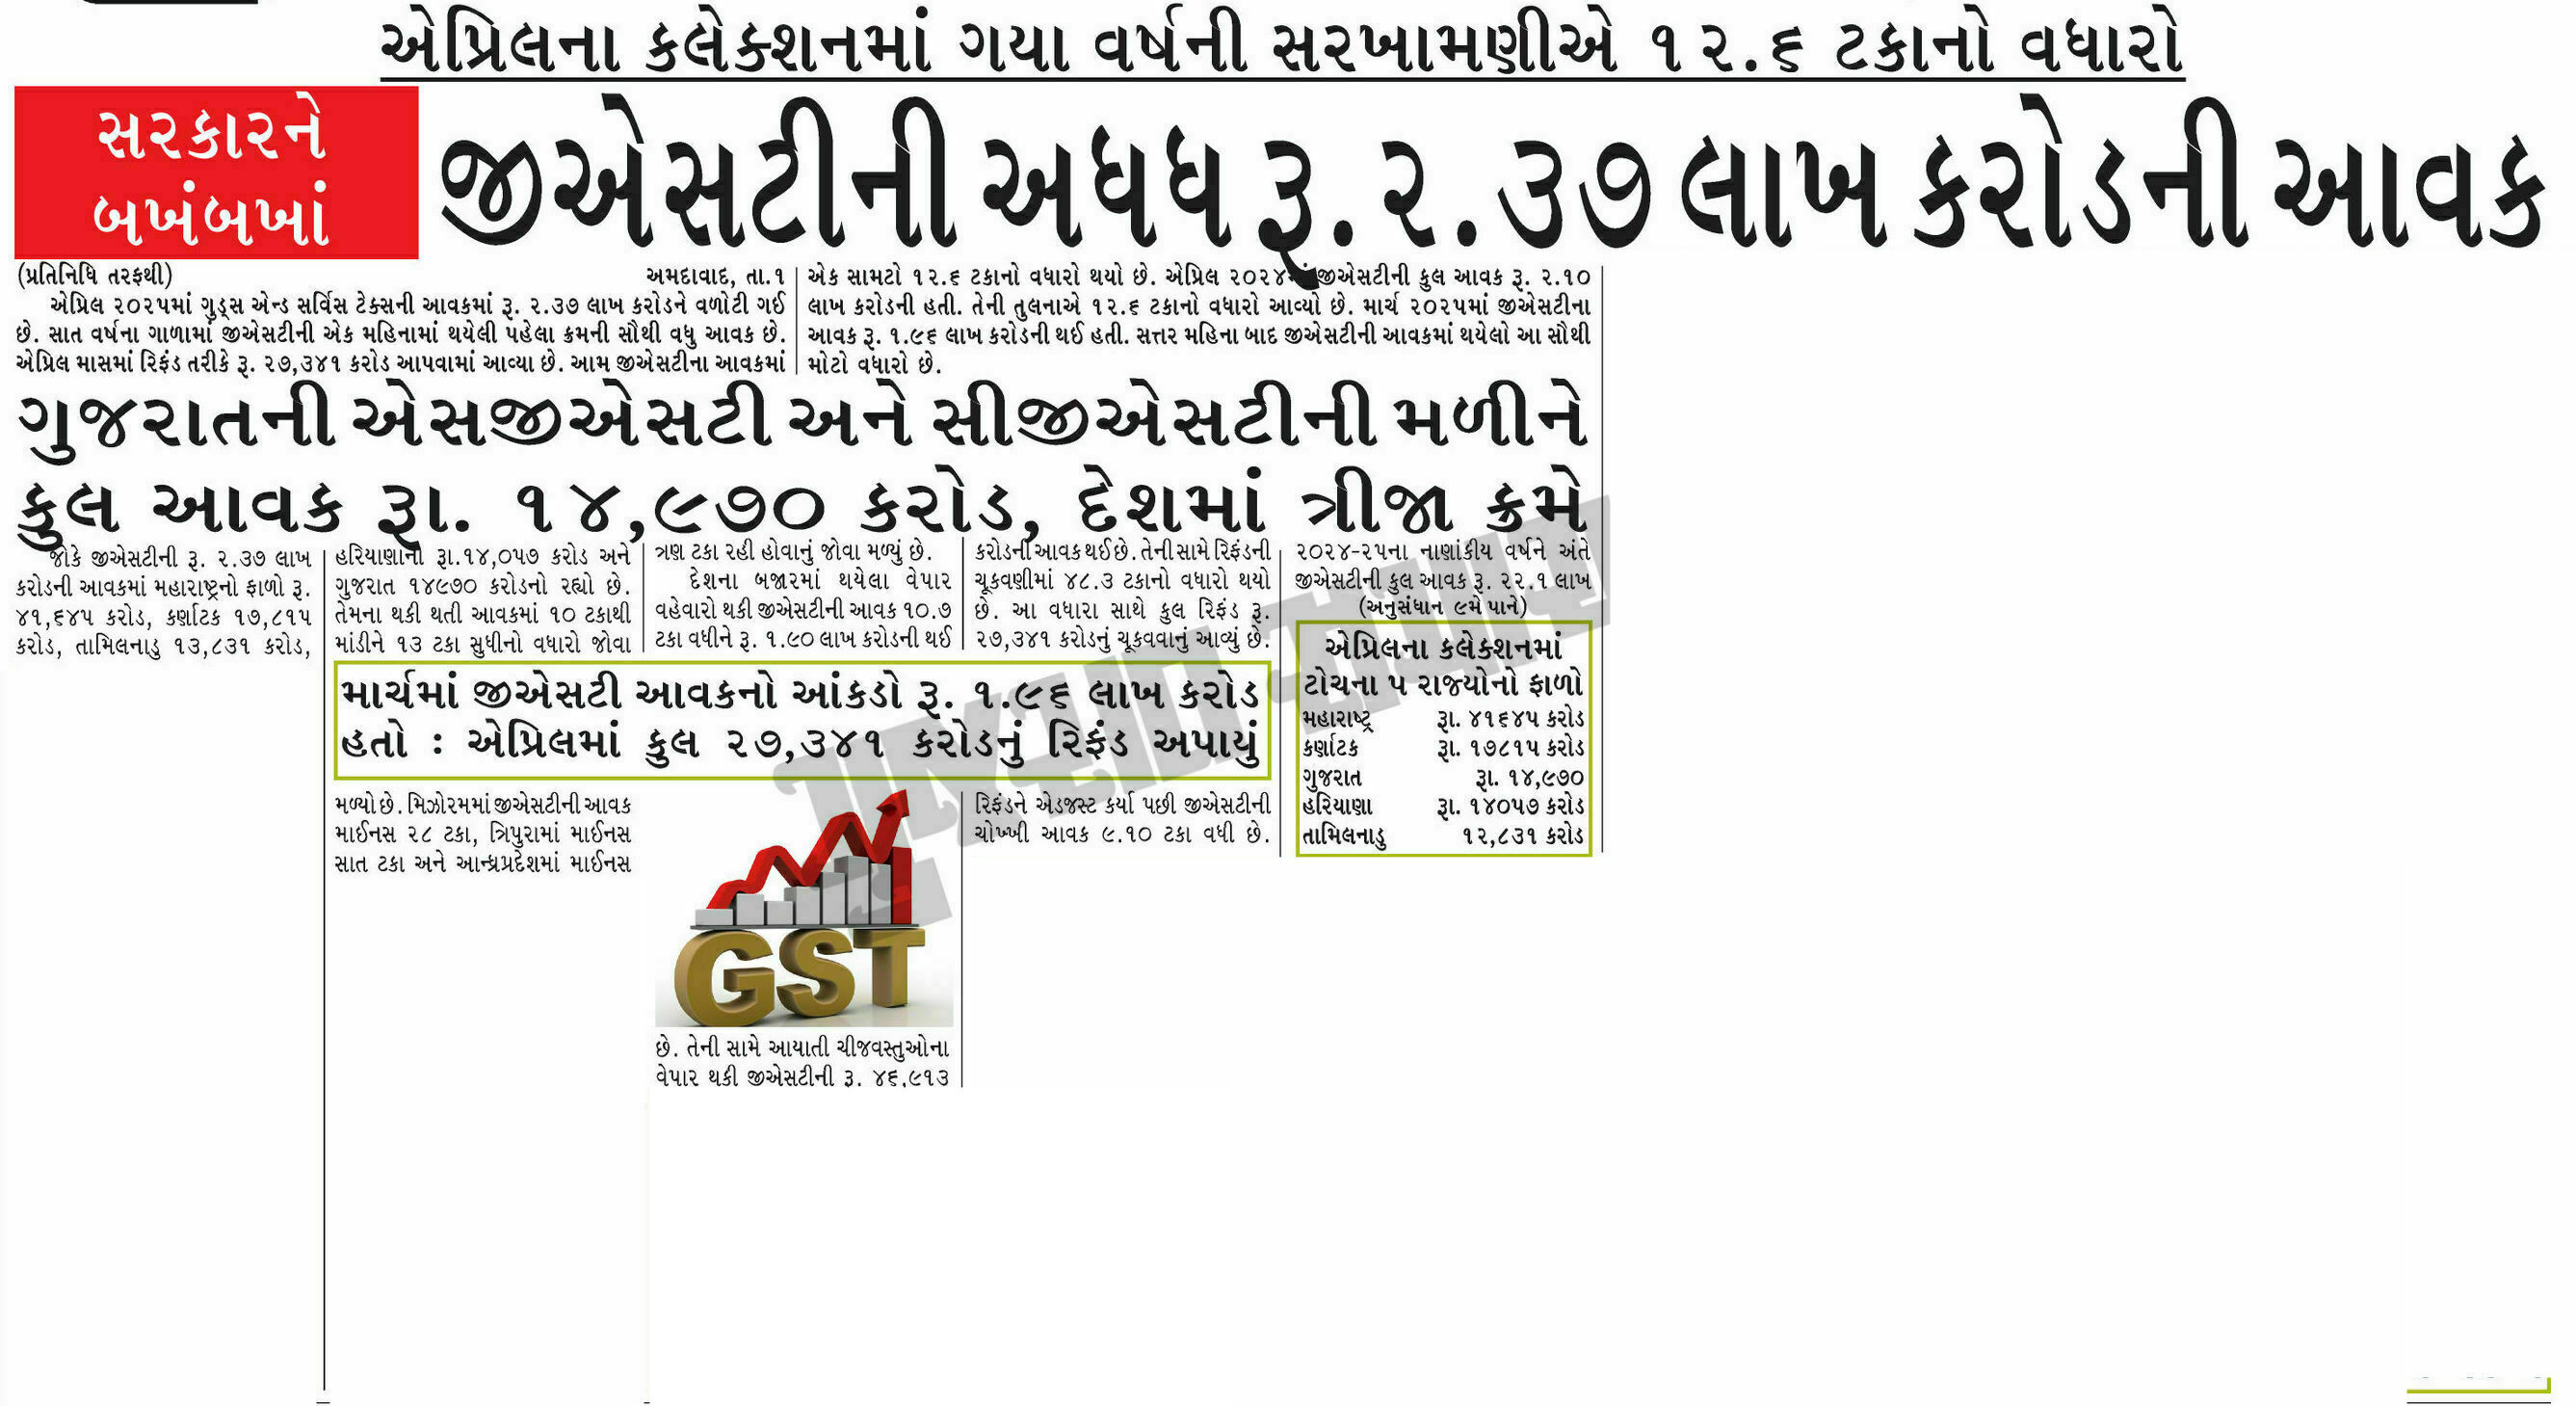 એપ્રિલના કલેક્શનમાં ગયા વર્ષની સરખામણીએ ૧૨.૬ ટકાનો વધારો
સરકારને
બખંબખાં
જીએસટીની અધધ રૂ. ૨.૩૭ લાખ કરોડની આવક
(પ્રતિનિધિ તરફથી) અમદાવાદ, તા.૧
એપ્રિલ ૨૦૨૫માં ગુડ્સ એન્ડ સર્વિસ ટેક્સની આવકમાં રૂ. ૨.૩૭ લાખ કરોડને વળોટી ગઈ
છે. સાત વર્ષના ગાળામાં જીએસટીની એક મહિનામાં થયેલી પહેલા ક્રમની સૌથી વધુ આવક છે.
એપ્રિલ માસમાં રિફંડ તરીકે રૂ. ૨૭,૩૪૧ કરોડ આપવામાં આવ્યા છે. આમ જીએસટીના આવકમાં
એક સામટો ૧૨.૬ ટકાનો વધારો થયો છે. એપ્રિલ ૨૦૨૪માં જીએસટીની કુલ આવક રૂ. ૨.૧૦
લાખ કરોડની હતી. તેની તુલનાએ ૧૨.૬ ટકાનો વધારો આવ્યો છે. માર્ચ ૨૦૨૫માં જીએસટીના
આવક રૂ. ૧.૯૬ લાખ કરોડની થઈ હતી. સત્તર મહિના બાદ જીએસટીની આવકમાં થયેલો આ સૌથી
મોટો વધારો છે.
ગુજરાતની એસજીએસટી અને સીજીએસટીની મળીને
કુલ આવક રૂા. ૧૪,૯૭૦ કરોડ, દેશમાં ત્રીજા ક્રમે
જોકે જીએસટીની રૂ. ૨.૩૭ લાખ
કરોડની આવકમાં મહારાષ્ટ્રનો ફાળો રૂ.
૪૧,૬૪૫ કરોડ, કર્ણાટક ૧૭,૮૧૫
કરોડ, તામિલનાડુ ૧૩,૮૩૧ કરોડ,
હરિયાણાનો રૂા.૧૪,૦૫૭ કરોડ અને
ગુજરાત ૧૪૯૭૦ કરોડનો રહ્યો છે.
તેમના થકી થતી આવકમાં ૧૦ ટકાથી
માંડીને ૧૩ ટકા સુધીનો વધારો જોવા
માર્ચમાં જીએસટી આવકનો આંકડો રૂ. ૧.૯૬ લાખ કરોડ
હતો : એપ્રિલમાં કુલ ૨૭,૩૪૧ કરોડનું રિફંડ અપાયું
મળ્યો છે. મિઝોરમમાં જીએસટીની આવક
માઈનસ ૨૮ ટકા, ત્રિપુરામાં માઈનસ
સાત ટકા અને આન્ધ્રપ્રદેશમાં માઈનસ
ત્રણ ટકા રહી હોવાનું જોવા મળ્યું છે.
દેશના બજારમાં થયેલા વેપાર
વહેવારો થકી જીએસટીની આવક ૧૦.૭
ટકા વધીને રૂ. ૧.૯૦ લાખ કરોડની થઈ
GST
છે. તેની સામે આયાતી ચીજવસ્તુઓના
વેપાર થકી જીએસટીની રૂ. ૪૬,૯૧૩
કરોડની આવક થઈ છે. તેની સામે રિફંડની
ચૂકવણીમાં ૪૮.૩ ટકાનો વધારો થયો
છે. આ વધારા સાથે કુલ રિફંડ રૂ.
૨૭,૩૪૧ કરોડનું ચૂકવવાનું આવ્યું છે.
રિફંડને એડજસ્ટ કર્યા પછી જીએસટીની
ચોખ્ખી આવક ૯.૧૦ ટકા વધી છે.
૨૦૨૪-૨૫ના નાણાંકીય વર્ષને અંતે
જીએસટીની કુલ આવક રૂ. ૨૨.૧ લાખ
(અનુસંધાન ૯મે પાને)
એપ્રિલના કલેક્શનમાં
ટોચના ૫ રાજ્યોનો ફાળો
મહારાષ્ટ્ર રૂા. ૪૧૬૪૫ કરોડ
કર્ણાટક રૂા. ૧૭૮૧૫ કરોડ
ગુજરાત રૂા. ૧૪,૯૭૦
હરિયાણા રૂા. ૧૪૦૫૭ કરોડ
તામિલનાડુ ૧૨,૮૩૧ કરોડ
ગુજરાત સમાચાર